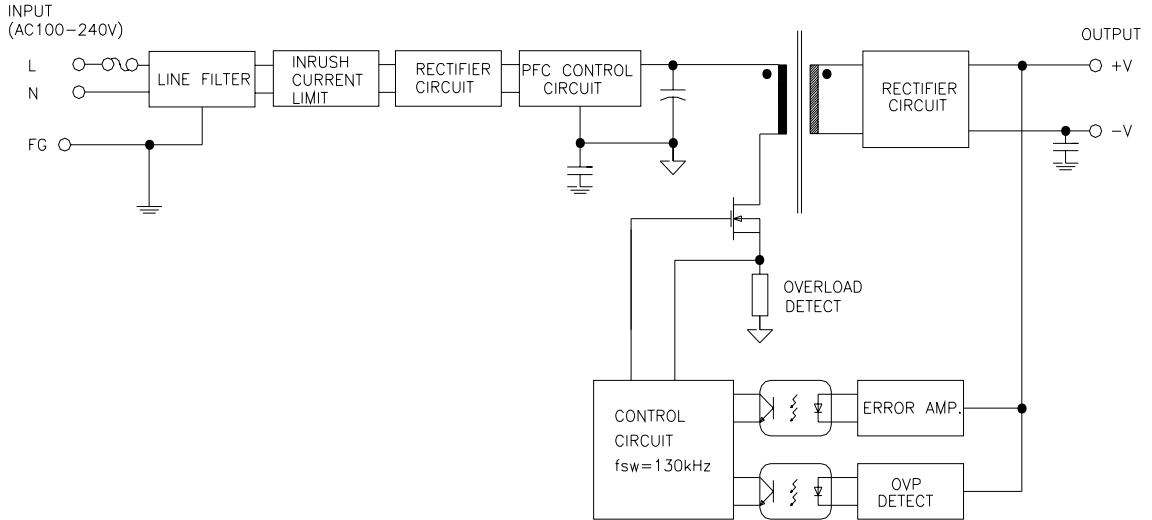 INPUT
(AC100-240V)
OUTPUT
L
N
FG
LINE FILTER
INRUSH
CURRENT
LIMIT
RECTIFIER
CIRCUIT
PFC CONTROL
CIRCUIT
RECTIFIER
CIRCUIT
+V
-V
OVERLOAD
DETECT
CONTROL
CIRCUIT
fsw=130kHz
ERROR AMP.
OVP
DETECT